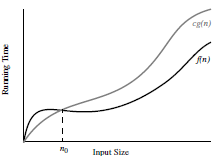 cg(n)
f(n)
Running Time
n0
Input Size